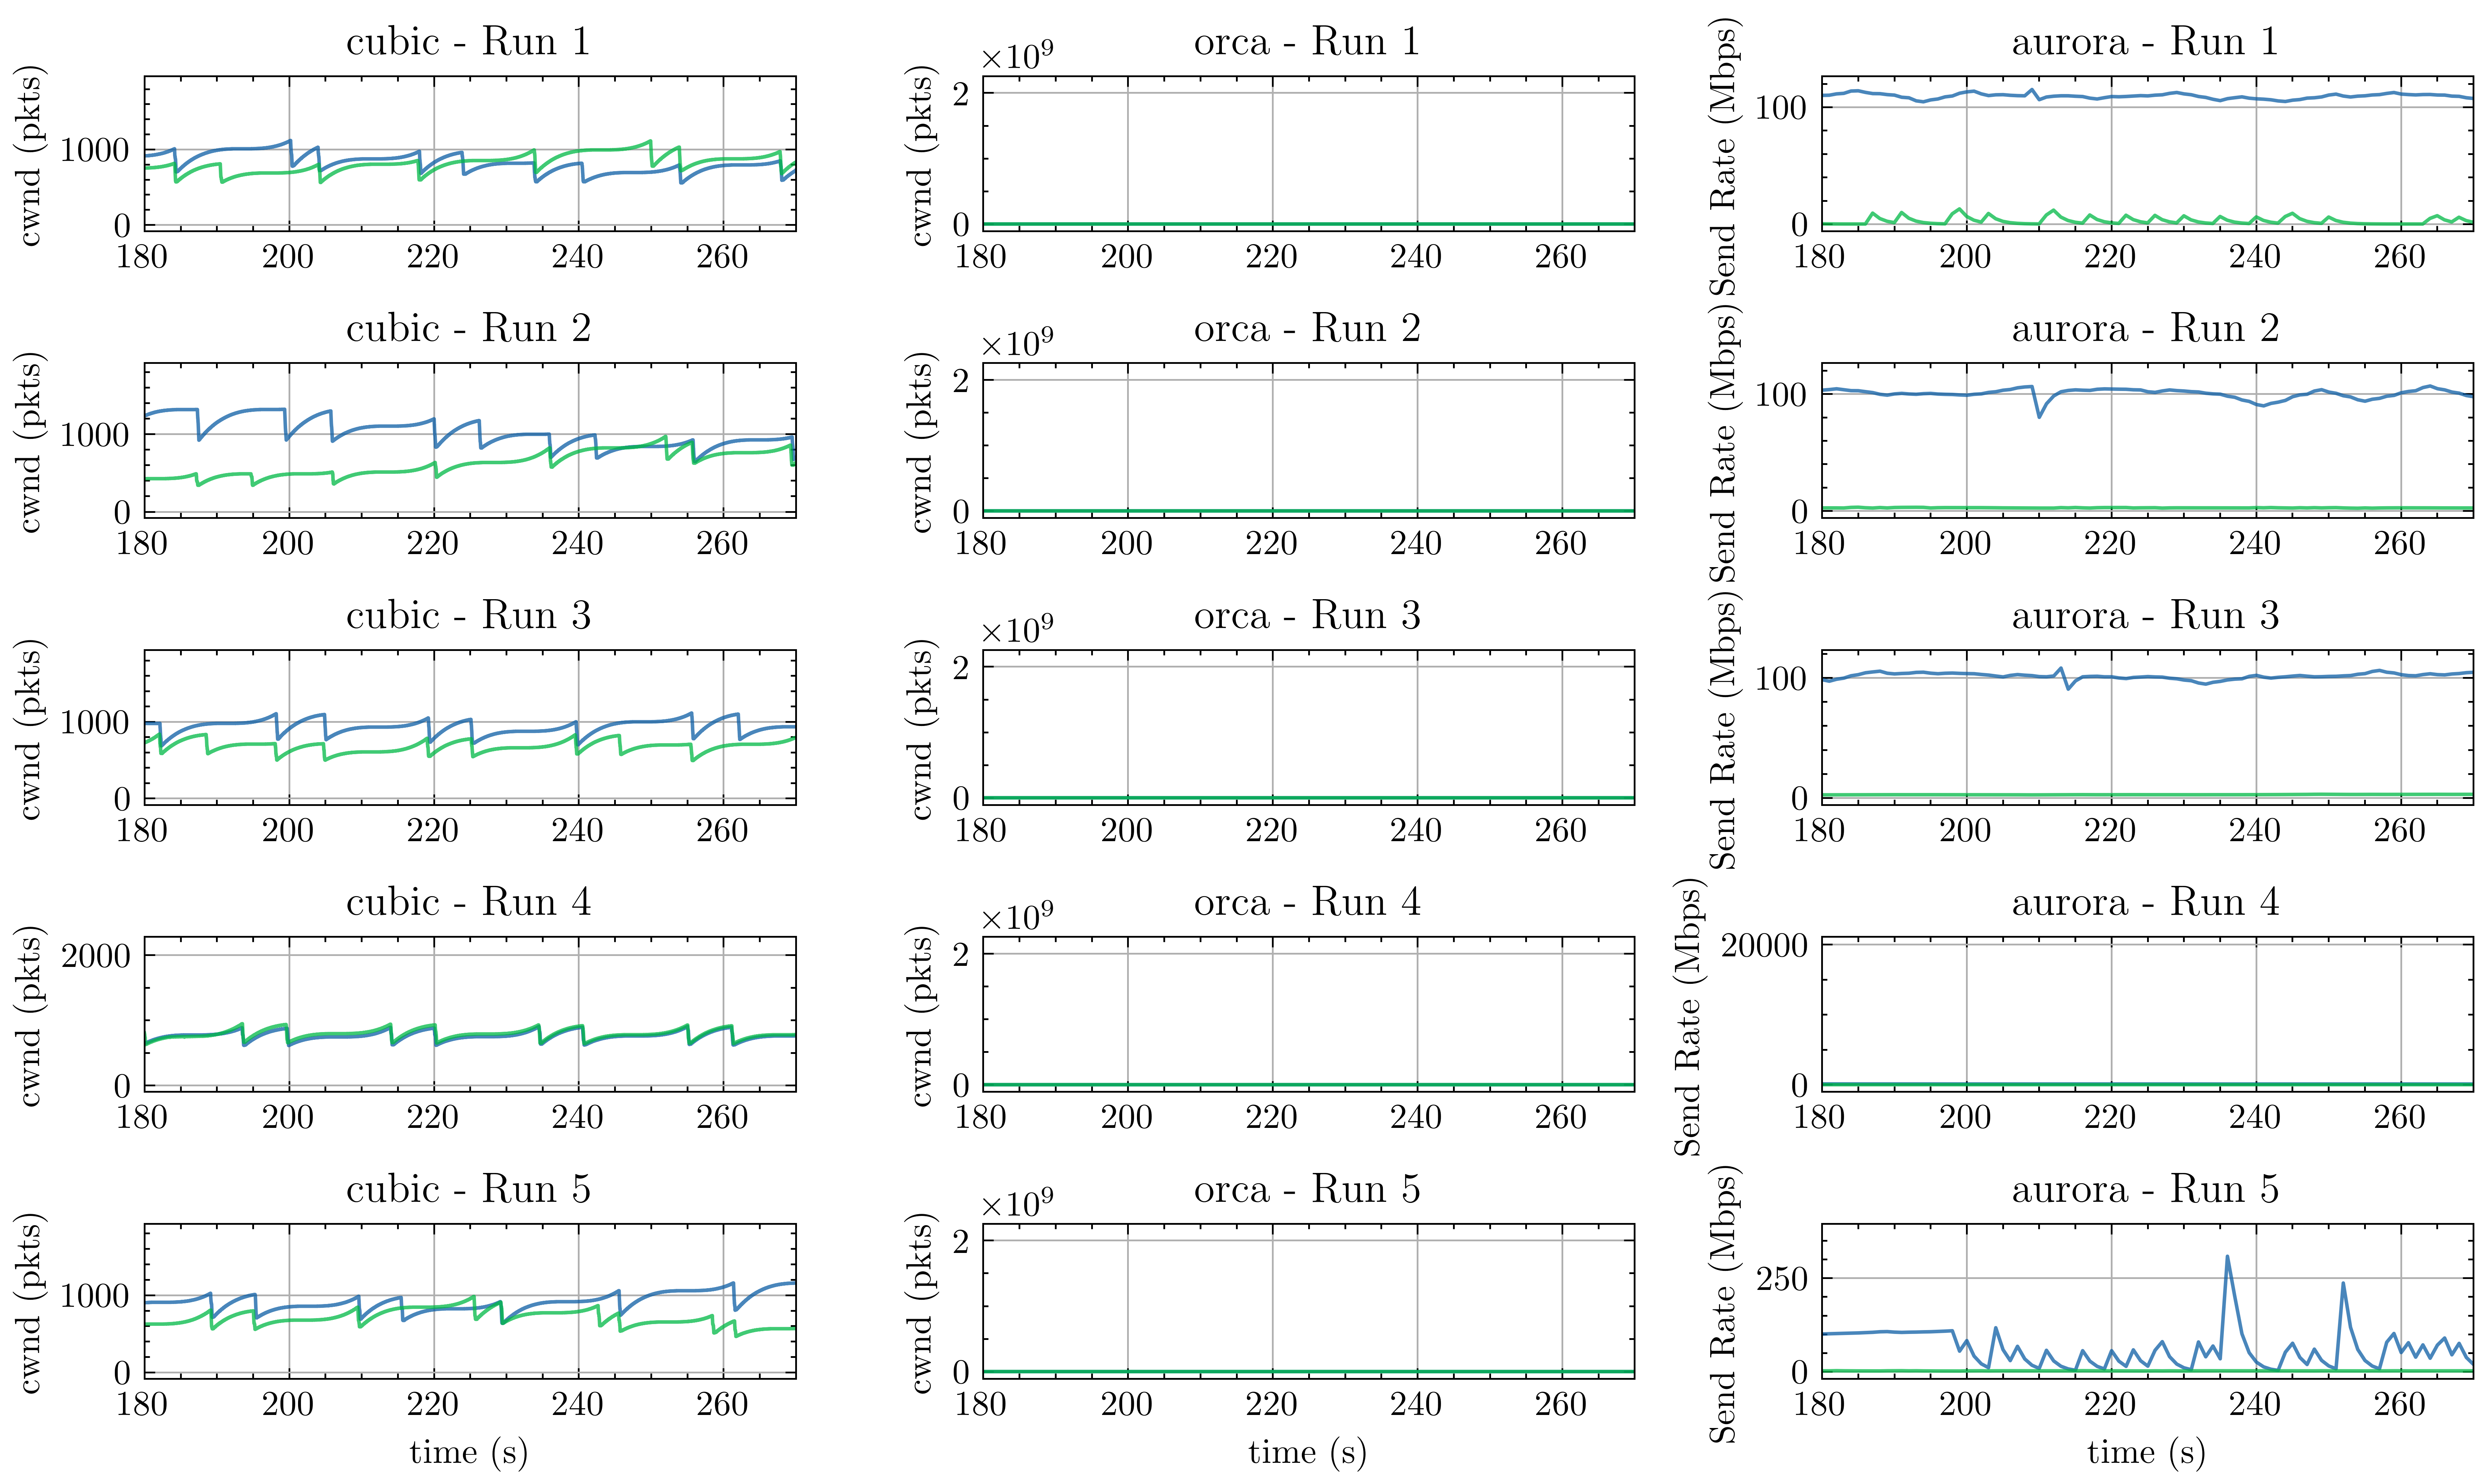 cubic - Run 1
cwnd (pkts)
1000
0
180 200 220 240 260
orca - Run 1
×10⁹
cwnd (pkts)
2
0
180 200 220 240 260
aurora - Run 1
Send Rate (Mbps)
100
0
180 200 220 240 260
cubic - Run 2
cwnd (pkts)
1000
0
180 200 220 240 260
orca - Run 2
×10⁹
cwnd (pkts)
2
0
180 200 220 240 260
aurora - Run 2
Send Rate (Mbps)
100
0
180 200 220 240 260
cubic - Run 3
cwnd (pkts)
1000
0
180 200 220 240 260
orca - Run 3
×10⁹
cwnd (pkts)
2
0
180 200 220 240 260
aurora - Run 3
Send Rate (Mbps)
100
0
180 200 220 240 260
cubic - Run 4
cwnd (pkts)
2000
0
180 200 220 240 260
orca - Run 4
×10⁹
cwnd (pkts)
2
0
180 200 220 240 260
aurora - Run 4
Send Rate (Mbps)
20000
0
180 200 220 240 260
cubic - Run 5
cwnd (pkts)
1000
0
180 200 220 240 260
time (s)
orca - Run 5
×10⁹
cwnd (pkts)
2
0
180 200 220 240 260
time (s)
aurora - Run 5
Send Rate (Mbps)
250
0
180 200 220 240 260
time (s)